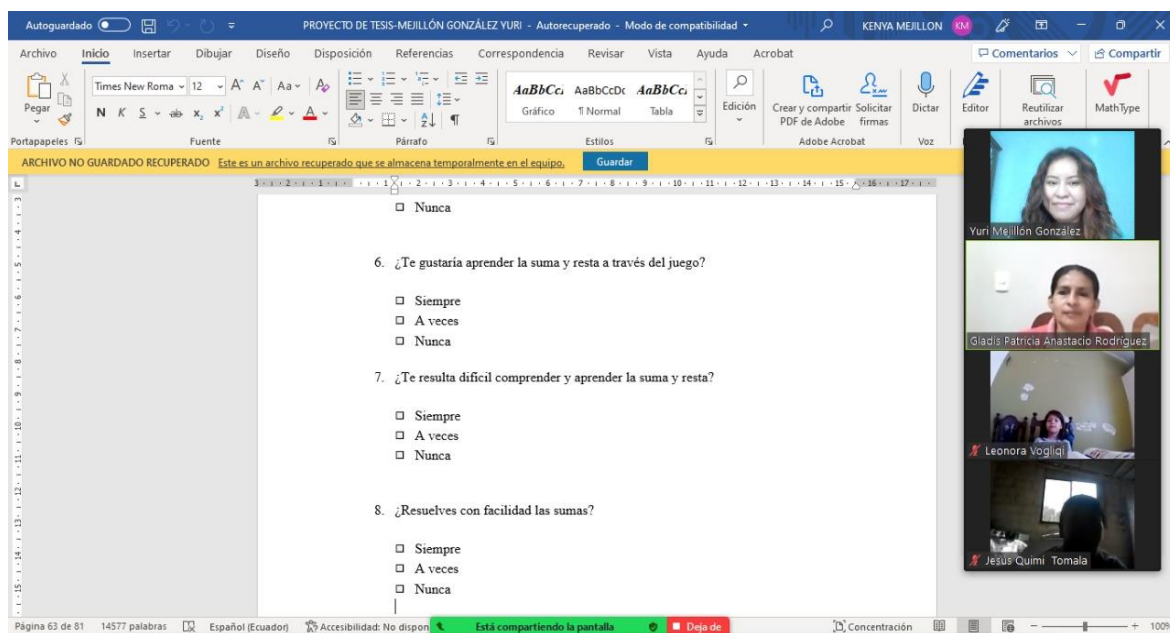 Autoguardado
PROYECTO DE TESIS-MEJILLÓN GONZÁLEZ YURI - Autorecuperado - Modo de compatibilidad
KENYA MEJILLON KM
Archivo Inicio Insertar Dibujar Diseño Disposición Referencias Correspondencia Revisar Vista Ayuda Acrobat
Comentarios Compartir
Pegar
Times New Roma 12
N K S ab x₂ x²
AaBbCcI Gráfico
AaBbCcDc ¶ Normal
AaBbCcI Tabla
Edición
Crear y compartir PDF de Adobe
Solicitar firmas
Dictar
Editor
Reutilizar archivos
MathType
Portapapeles Fuente Párrafo Estilos Adobe Acrobat Voz
ARCHIVO NO GUARDADO RECUPERADO Este es un archivo recuperado que se almacena temporalmente en el equipo. Guardar
Nunca
6. ¿Te gustaría aprender la suma y resta a través del juego?
Siempre
A veces
Nunca
7. ¿Te resulta difícil comprender y aprender la suma y resta?
Siempre
A veces
Nunca
8. ¿Resuelves con facilidad las sumas?
Siempre
A veces
Nunca
Yuri Mejillón González
Gladis Patricia Anastacio Rodríguez
Leonora Vogliqi
Jesús Quimi Tomala
Página 63 de 81 14577 palabras Español (Ecuador) Accesibilidad: No dispon
Está compartiendo la pantalla Deja de
Concentración 100%